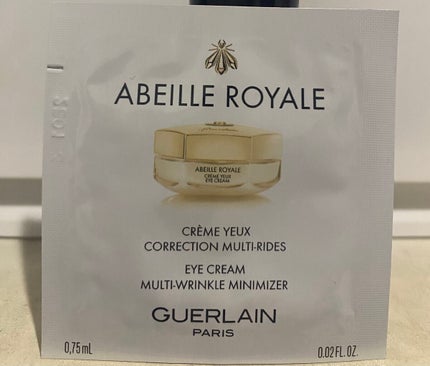 ABEILLE ROYALE
ABEILLE ROYALE
CRÈME YEUX
EYE CREAM
CRÈME YEUX
CORRECTION MULTI-RIDES
EYE CREAM
MULTI-WRINKLE MINIMIZER
GUERLAIN
PARIS
0,75 mL
0.02 FL. OZ.